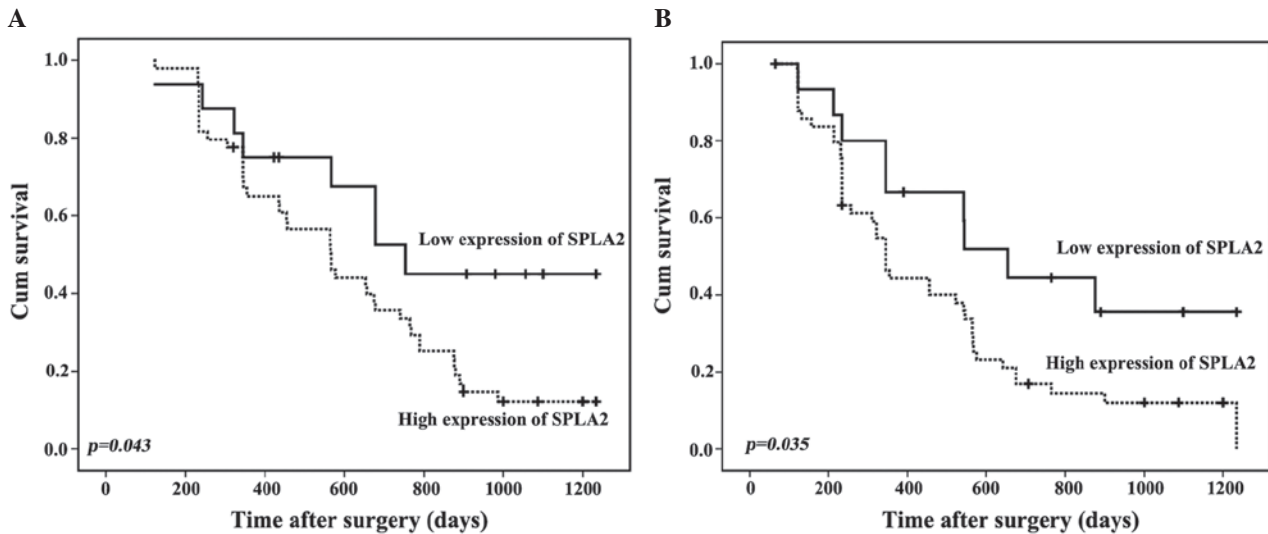 A
Cum survival
1.0
0.8
0.6
0.4
0.2
0.0
Low expression of SPLA2
High expression of SPLA2
p=0.043
0 200 400 600 800 1000 1200
Time after surgery (days)
B
Cum survival
1.0
0.8
0.6
0.4
0.2
0.0
Low expression of SPLA2
High expression of SPLA2
p=0.035
0 200 400 600 800 1000 1200
Time after surgery (days)